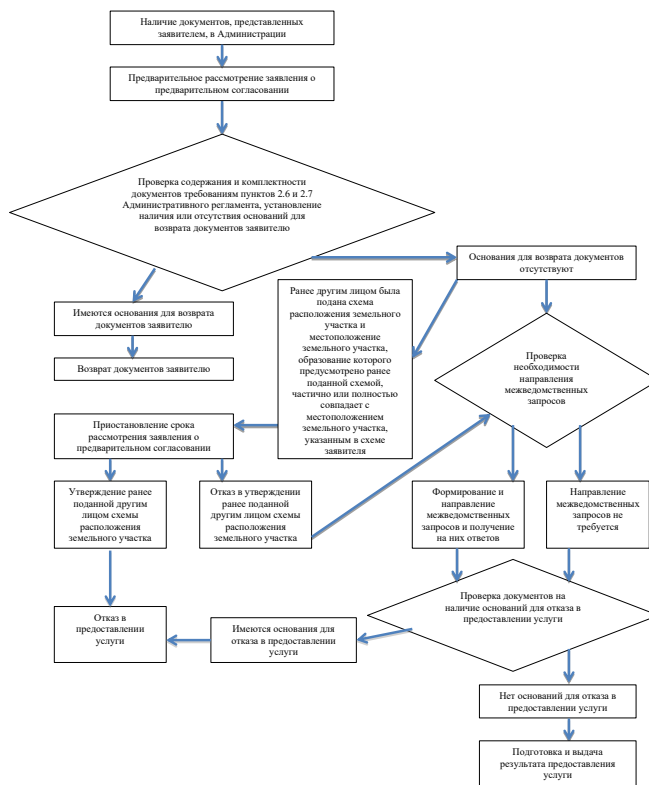 Наличие документов, представленных
заявителем, в Администрации
Предварительное рассмотрение заявления о
предварительном согласовании
Проверка содержания и комплектности
документов требованиям пунктов 2.6 и 2.7
Административного регламента, установление
наличия или отсутствия оснований для
возврата документов заявителю
Основания для возврата документов
отсутствуют
Имеются основания для возврата
документов заявителю
Возврат документов заявителю
Ранее другим лицом была
подана схема
расположения земельного
участка и
местоположение
земельного участка,
образование которого
предусмотрено ранее
поданной схемой,
частично или полностью
совпадает с
местоположением
земельного участка,
указанным в схеме
заявителя
Проверка
необходимости
направления
межведомственных
запросов
Приостановление срока
рассмотрения заявления о
предварительном согласовании
Утверждение ранее
поданной другим
лицом схемы
расположения
земельного участка
Отказ в утверждении
ранее поданной
другим лицом схемы
расположения
земельного участка
Формирование и
направление
межведомственных
запросов и получение
на них ответов
Направление
межведомственных
запросов не
требуется
Проверка документов на
наличие оснований для отказа в
предоставлении услуги
Отказ в
предоставлении
услуги
Имеются основания для
отказа в предоставлении
услуги
Нет оснований для отказа в
предоставлении услуги
Подготовка и выдача
результата предоставления
услуги